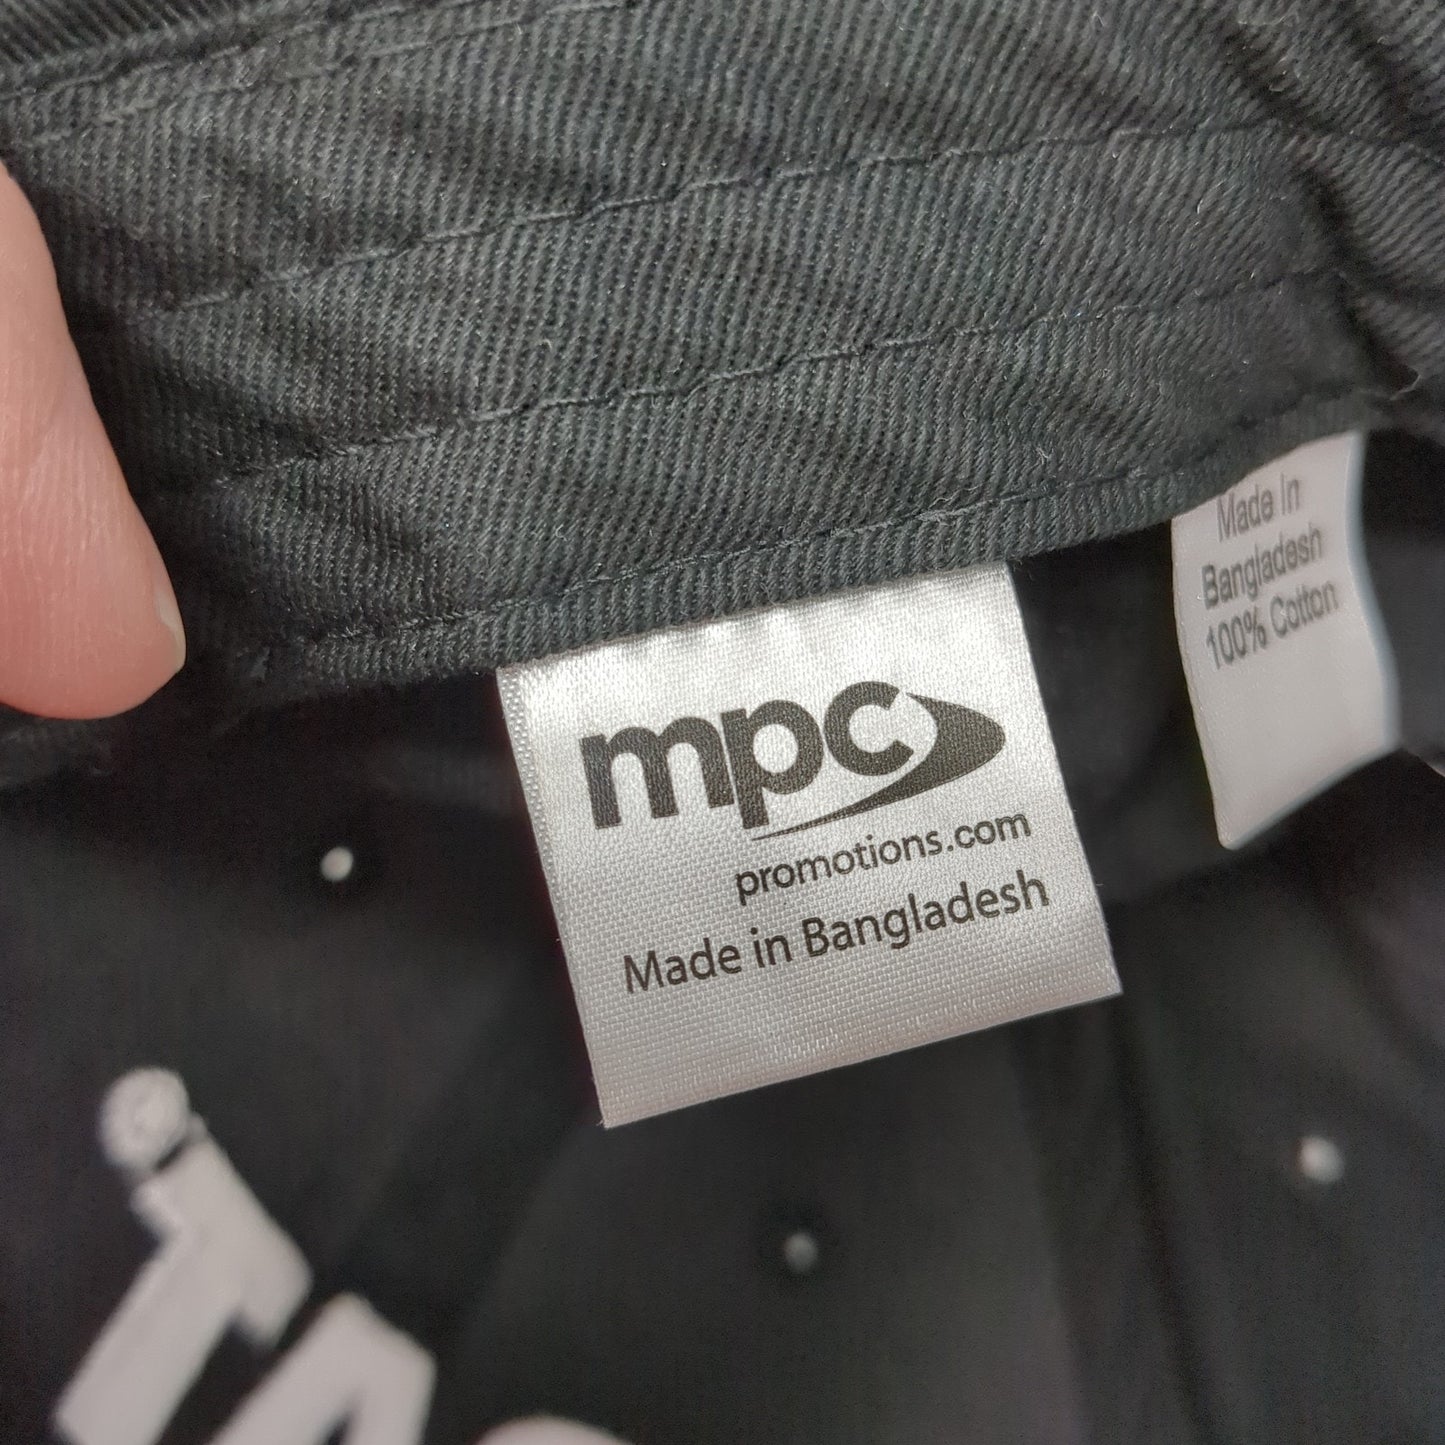 mpc
promotions.com
Made in Bangladesh
Made In
Bangladesh
100% Cotton